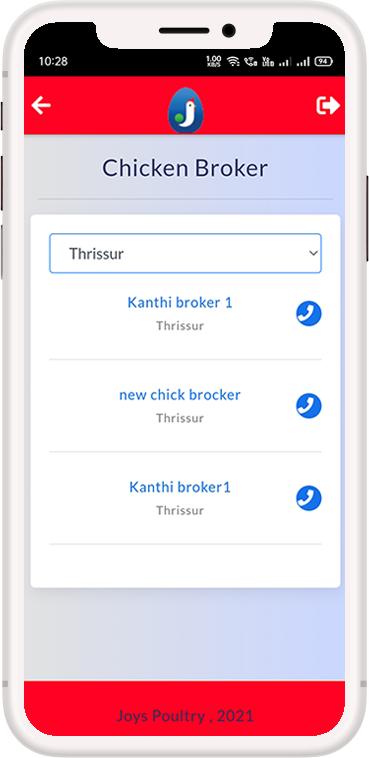 10:28 1.00 KB/S 94
Chicken Broker
Thrissur
Kanthi broker 1
Thrissur
new chick brocker
Thrissur
Kanthi broker1
Thrissur
Joys Poultry , 2021